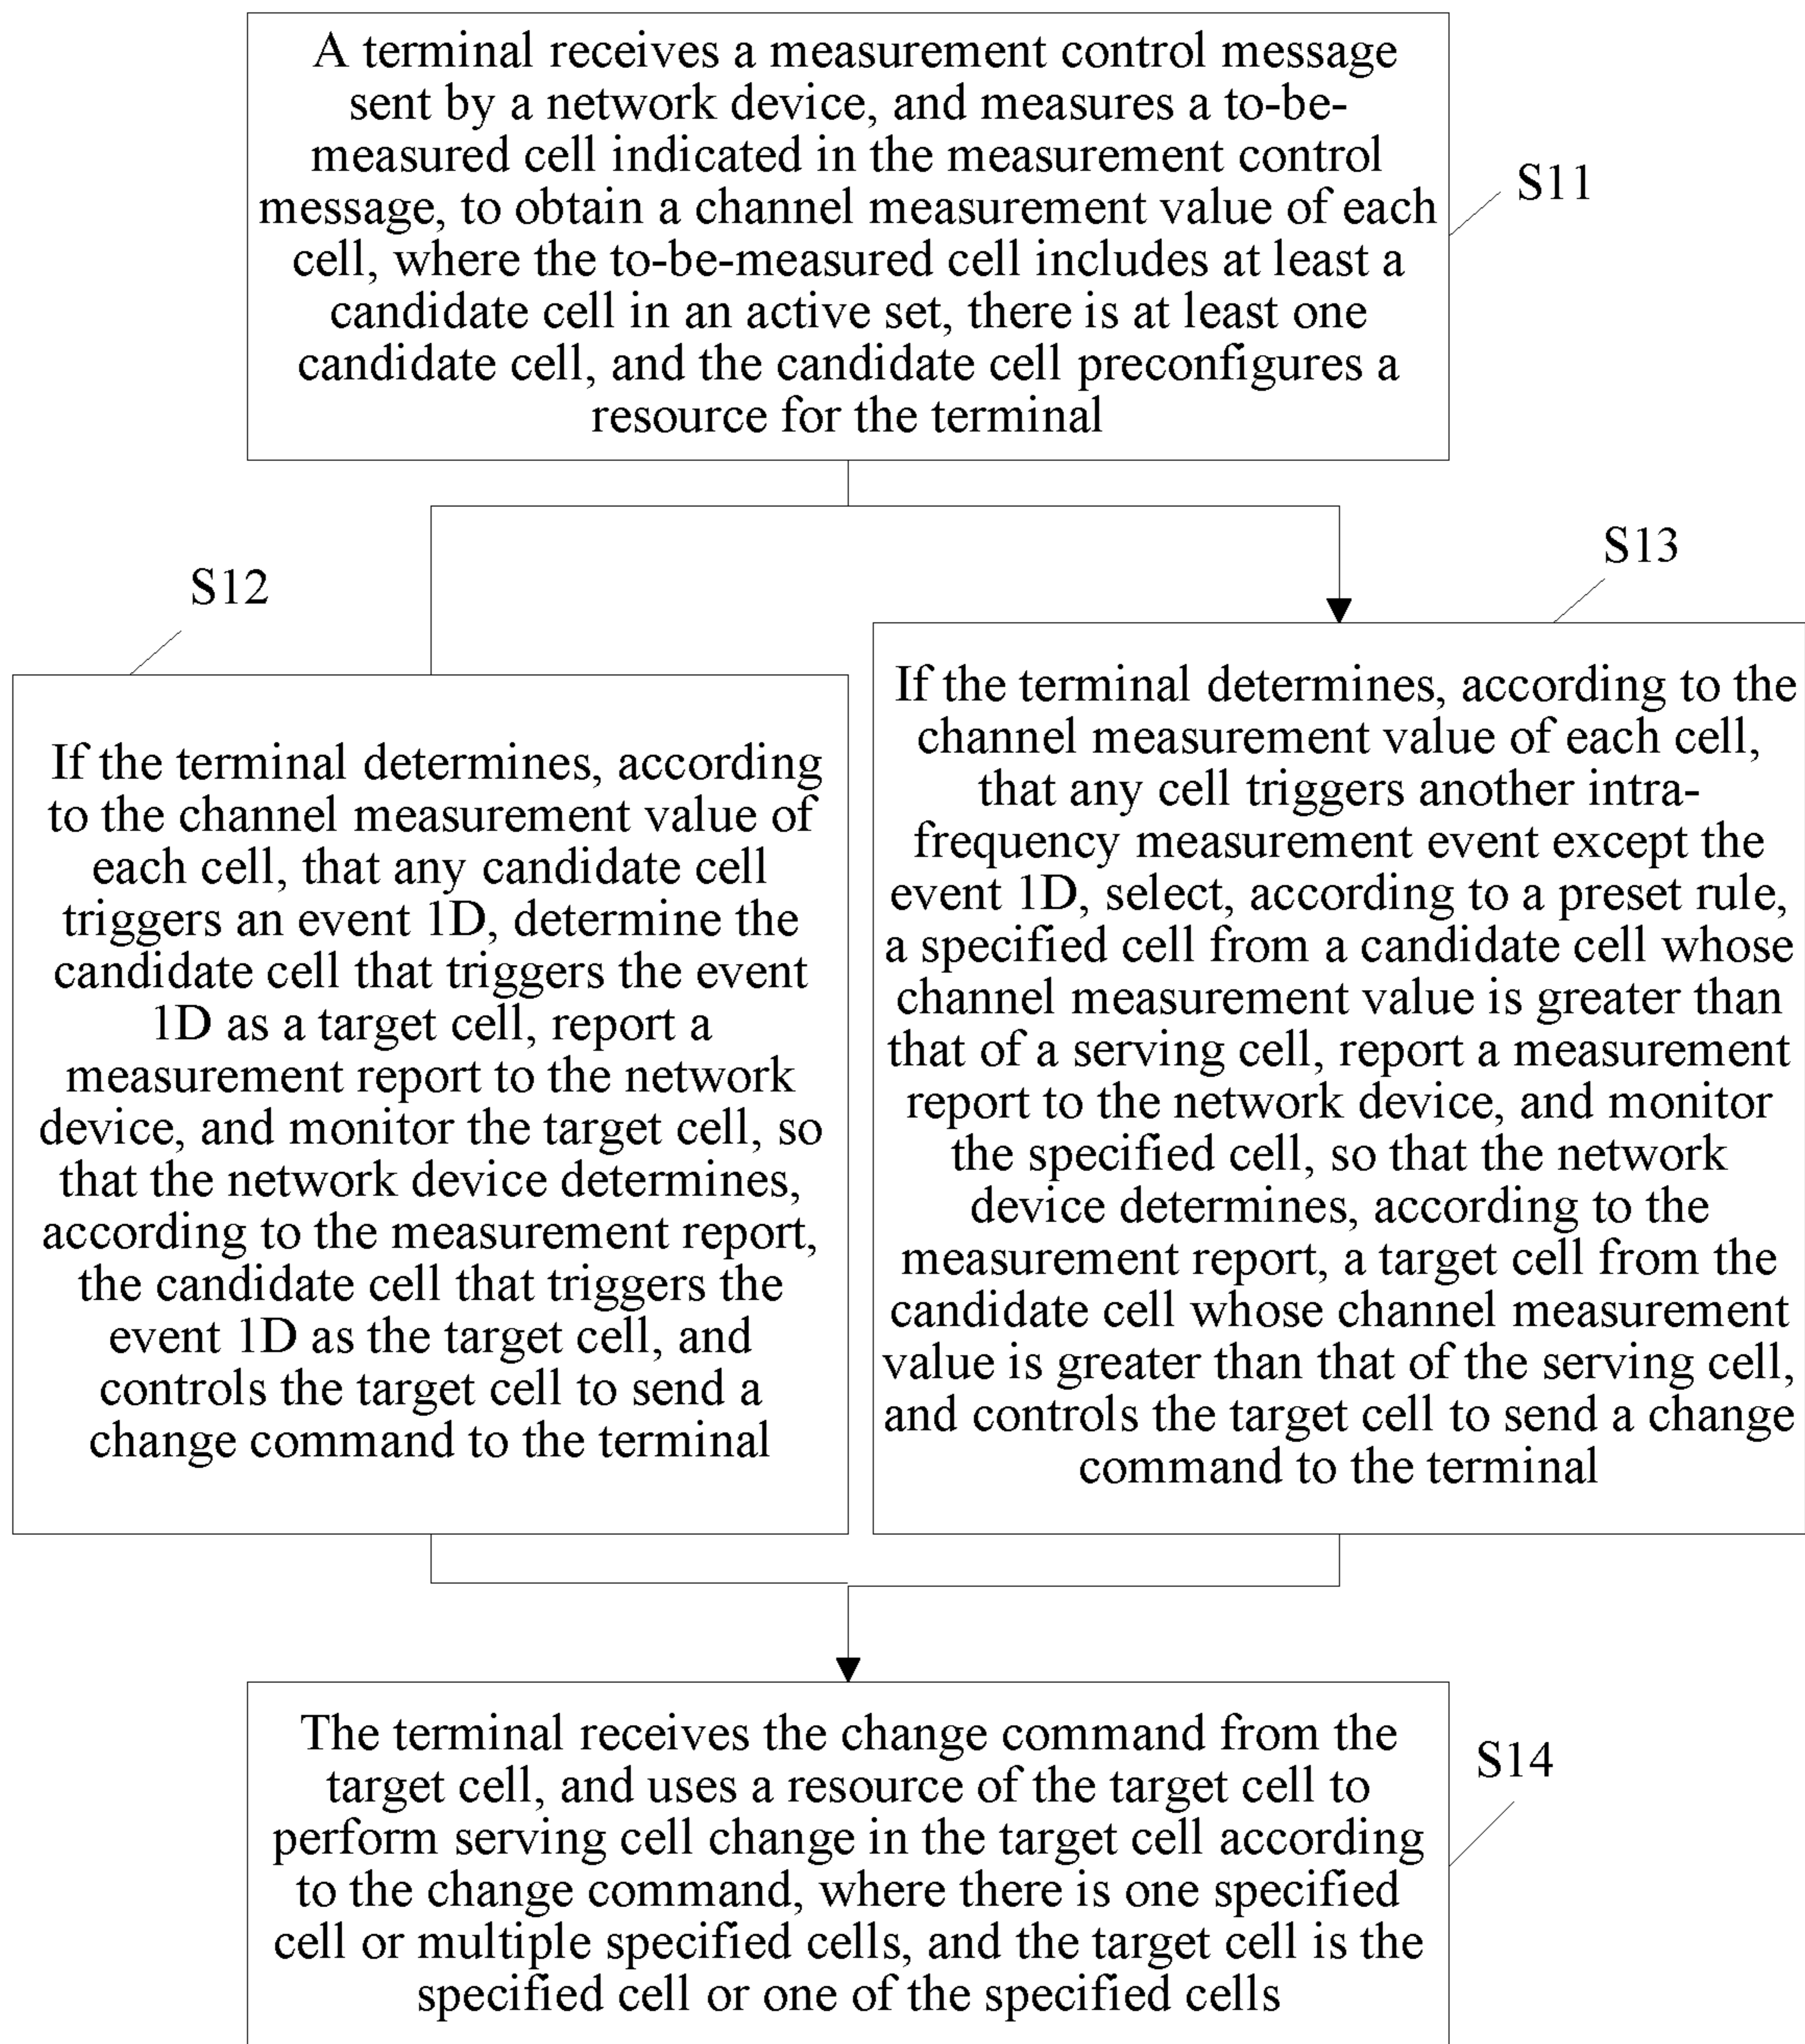 A terminal receives a measurement control message
sent by a network device, and measures a to-be-
measured cell indicated in the measurement control
message, to obtain a channel measurement value of each
cell, where the to-be-measured cell includes at least a
candidate cell in an active set, there is at least one
candidate cell, and the candidate cell preconfigures a
resource for the terminal
S11
S12
If the terminal determines, according
to the channel measurement value of
each cell, that any candidate cell
triggers an event 1D, determine the
candidate cell that triggers the event
1D as a target cell, report a
measurement report to the network
device, and monitor the target cell, so
that the network device determines,
according to the measurement report,
the candidate cell that triggers the
event 1D as the target cell, and
controls the target cell to send a
change command to the terminal
S13
If the terminal determines, according to the
channel measurement value of each cell,
that any cell triggers another intra-
frequency measurement event except the
event 1D, select, according to a preset rule,
a specified cell from a candidate cell whose
channel measurement value is greater than
that of a serving cell, report a measurement
report to the network device, and monitor
the specified cell, so that the network
device determines, according to the
measurement report, a target cell from the
candidate cell whose channel measurement
value is greater than that of the serving cell,
and controls the target cell to send a change
command to the terminal
The terminal receives the change command from the
target cell, and uses a resource of the target cell to
perform serving cell change in the target cell according
to the change command, where there is one specified
cell or multiple specified cells, and the target cell is the
specified cell or one of the specified cells
S14